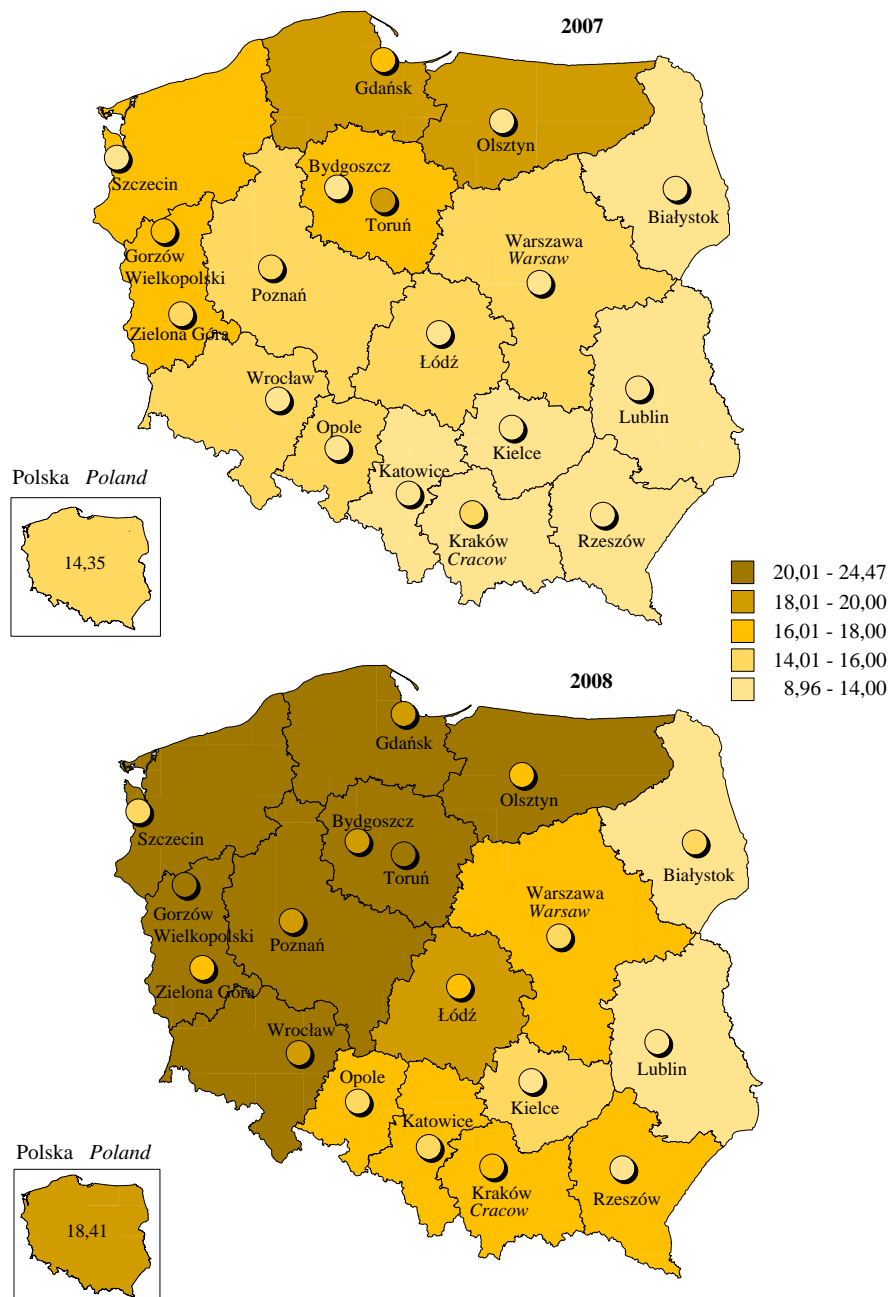 2007
Gdańsk
Olsztyn
Szczecin
Bydgoszcz
Toruń
Białystok
Gorzów
Wielkopolski
Warszawa
Warsaw
Poznań
Zielona Góra
Łódź
Wrocław
Lublin
Opole
Kielce
Katowice
Kraków
Cracow
Rzeszów
Polska Poland
14,35
20,01 - 24,47
18,01 - 20,00
16,01 - 18,00
14,01 - 16,00
8,96 - 14,00
2008
Gdańsk
Olsztyn
Szczecin
Bydgoszcz
Toruń
Białystok
Gorzów
Wielkopolski
Warszawa
Warsaw
Poznań
Zielona Góra
Łódź
Wrocław
Lublin
Opole
Kielce
Katowice
Kraków
Cracow
Rzeszów
Polska Poland
18,41